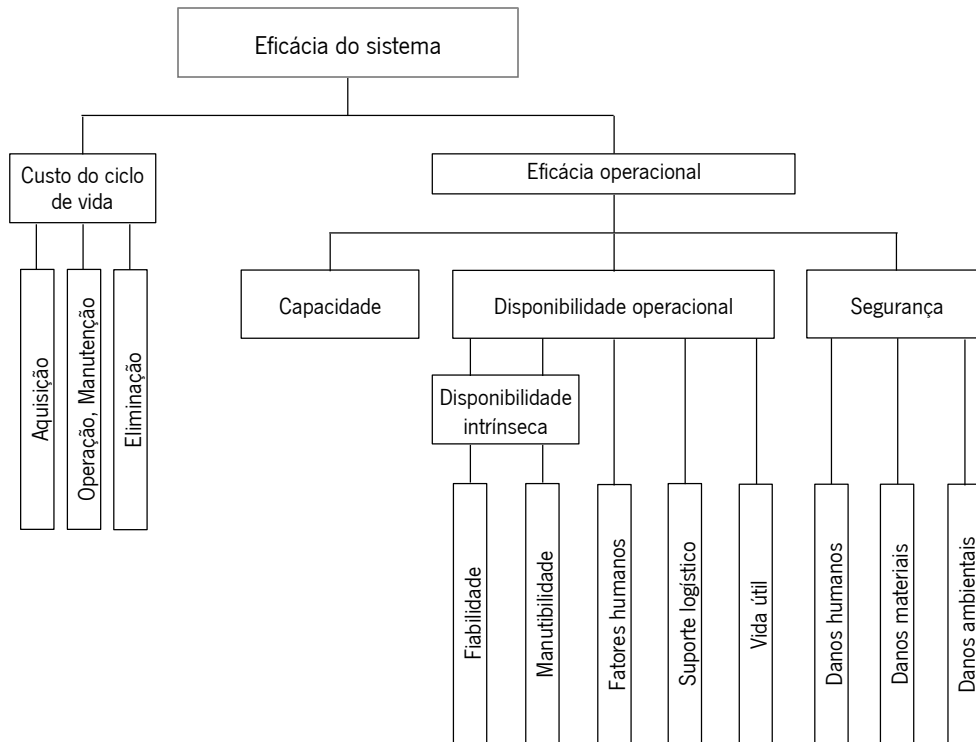 Eficácia do sistema
Custo do ciclo
de vida
Eficácia operacional
Capacidade
Disponibilidade operacional
Segurança
Aquisição
Operação, Manutenção
Eliminação
Disponibilidade
intrínseca
Fiabilidade
Manutibilidade
Fatores humanos
Suporte logístico
Vida útil
Danos humanos
Danos materiais
Danos ambientais